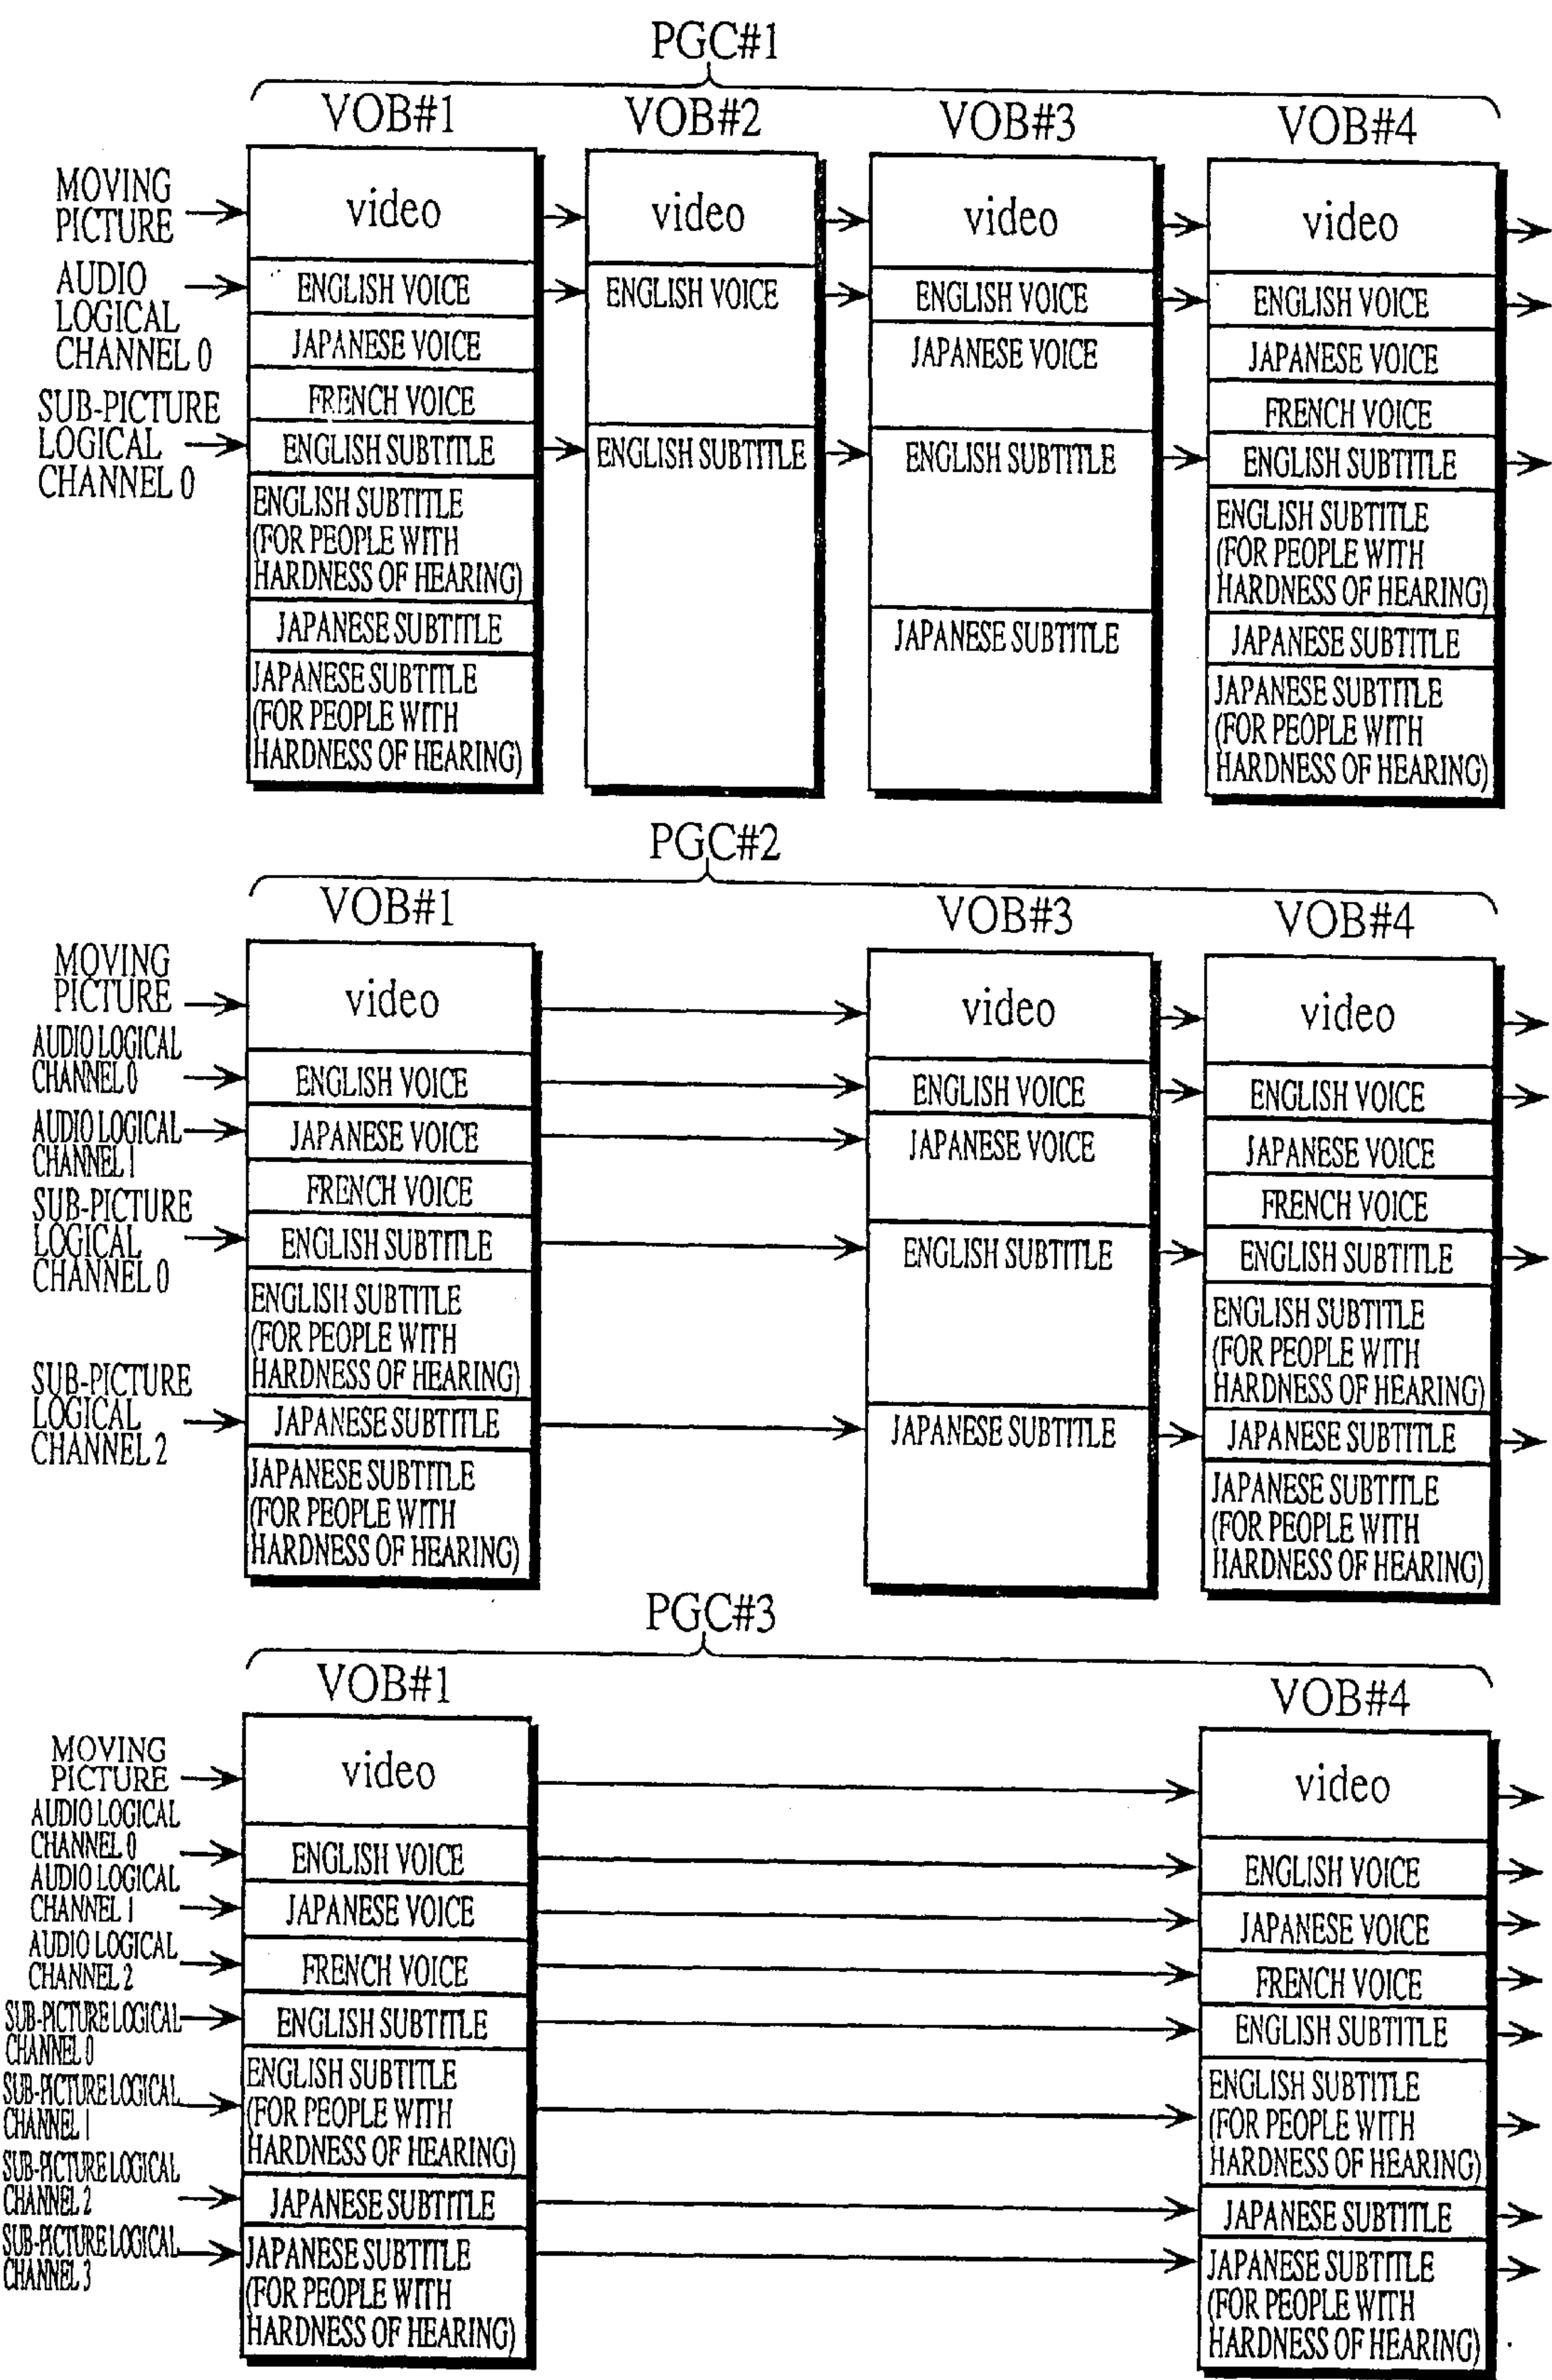 PGC#1
VOB#1
VOB#2
VOB#3
VOB#4
MOVING
PICTURE
AUDIO
LOGICAL
CHANNEL 0
SUB-PICTURE
LOGICAL
CHANNEL 0
video
ENGLISH VOICE
JAPANESE VOICE
FRENCH VOICE
ENGLISH SUBTITLE
ENGLISH SUBTITLE
(FOR PEOPLE WITH
HARDNESS OF HEARING)
JAPANESE SUBTITLE
JAPANESE SUBTITLE
(FOR PEOPLE WITH
HARDNESS OF HEARING)
video
ENGLISH VOICE
ENGLISH SUBTITLE
video
ENGLISH VOICE
JAPANESE VOICE
ENGLISH SUBTITLE
JAPANESE SUBTITLE
video
ENGLISH VOICE
JAPANESE VOICE
FRENCH VOICE
ENGLISH SUBTITLE
ENGLISH SUBTITLE
(FOR PEOPLE WITH
HARDNESS OF HEARING)
JAPANESE SUBTITLE
JAPANESE SUBTITLE
(FOR PEOPLE WITH
HARDNESS OF HEARING)
PGC#2
VOB#1
VOB#3
VOB#4
MOVING
PICTURE
AUDIO LOGICAL
CHANNEL 0
AUDIO LOGICAL
CHANNEL 1
SUB-PICTURE
LOGICAL
CHANNEL 0
SUB-PICTURE
LOGICAL
CHANNEL 2
video
ENGLISH VOICE
JAPANESE VOICE
FRENCH VOICE
ENGLISH SUBTITLE
ENGLISH SUBTITLE
(FOR PEOPLE WITH
HARDNESS OF HEARING)
JAPANESE SUBTITLE
JAPANESE SUBTITLE
(FOR PEOPLE WITH
HARDNESS OF HEARING)
video
ENGLISH VOICE
JAPANESE VOICE
ENGLISH SUBTITLE
JAPANESE SUBTITLE
video
ENGLISH VOICE
JAPANESE VOICE
FRENCH VOICE
ENGLISH SUBTITLE
ENGLISH SUBTITLE
(FOR PEOPLE WITH
HARDNESS OF HEARING)
JAPANESE SUBTITLE
JAPANESE SUBTITLE
(FOR PEOPLE WITH
HARDNESS OF HEARING)
PGC#3
VOB#1
VOB#4
MOVING
PICTURE
AUDIO LOGICAL
CHANNEL 0
AUDIO LOGICAL
CHANNEL 1
AUDIO LOGICAL
CHANNEL 2
SUB-PICTURE LOGICAL
CHANNEL 0
SUB-PICTURE LOGICAL
CHANNEL 1
SUB-PICTURE LOGICAL
CHANNEL 2
SUB-PICTURE LOGICAL
CHANNEL 3
video
ENGLISH VOICE
JAPANESE VOICE
FRENCH VOICE
ENGLISH SUBTITLE
ENGLISH SUBTITLE
(FOR PEOPLE WITH
HARDNESS OF HEARING)
JAPANESE SUBTITLE
JAPANESE SUBTITLE
(FOR PEOPLE WITH
HARDNESS OF HEARING)
video
ENGLISH VOICE
JAPANESE VOICE
FRENCH VOICE
ENGLISH SUBTITLE
ENGLISH SUBTITLE
(FOR PEOPLE WITH
HARDNESS OF HEARING)
JAPANESE SUBTITLE
JAPANESE SUBTITLE
(FOR PEOPLE WITH
HARDNESS OF HEARING)